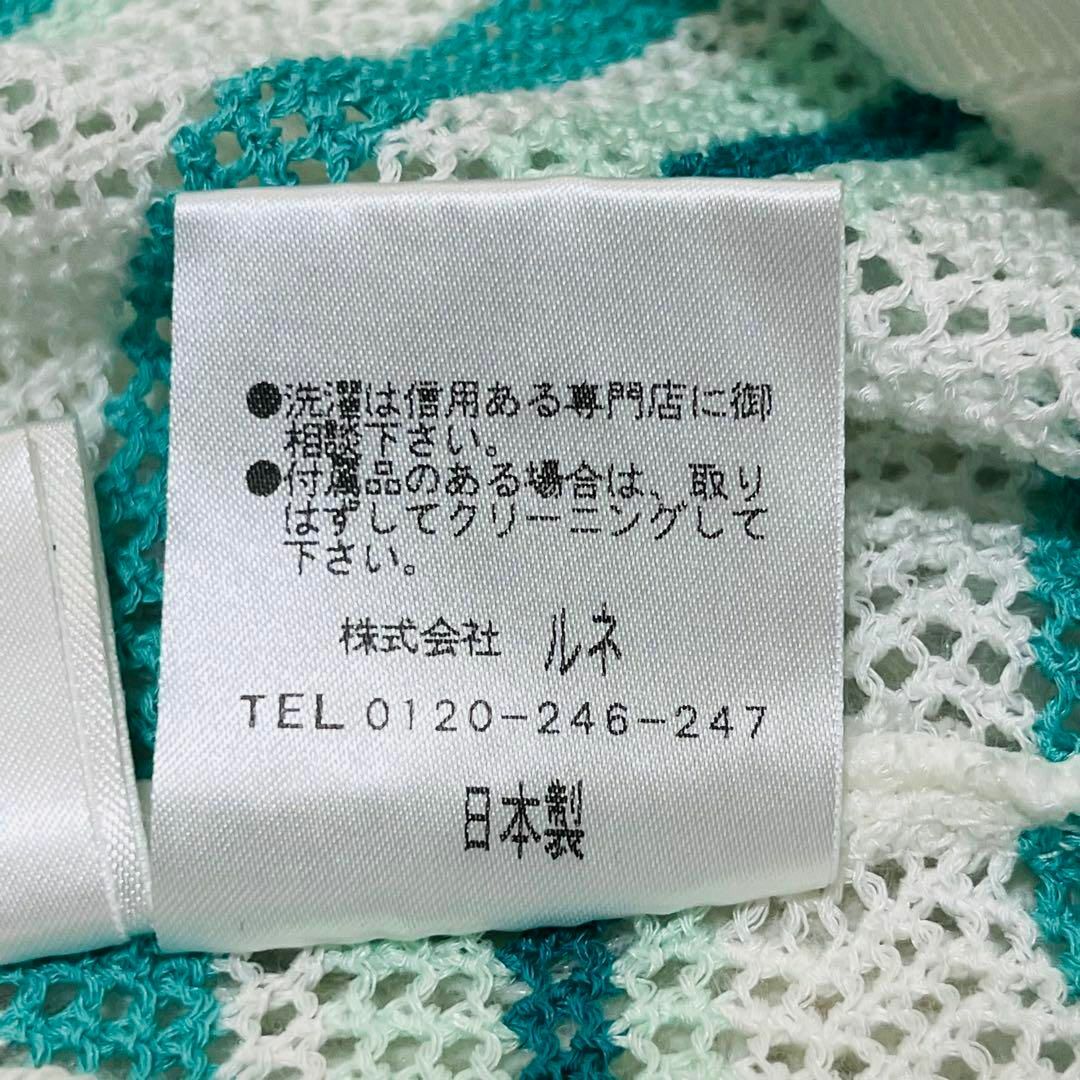 ●洗濯は信用ある専門店に御
相談下さい。
●付属品のある場合は、取り
はずしてクリーニングして
下さい。
株式会社 ルネ
TEL 0120-246-247
日本製